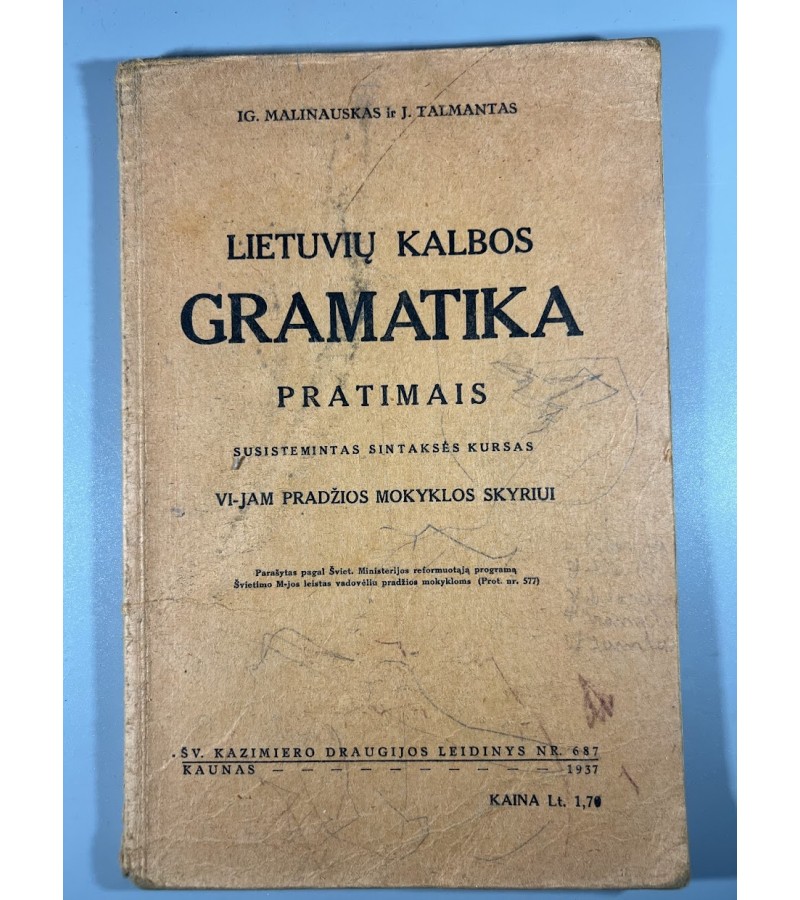 IG. MALINAUSKAS ir J. TALMANTAS
LIETUVIŲ KALBOS
GRAMATIKA
PRATIMAIS
SUSISTEMINTAS SINTAKSĖS KURSAS
VI-JAM PRADŽIOS MOKYKLOS SKYRIUI
Parašytas pagal Šviet. Ministerijos reformuotąją programą
Švietimo M-jos leistas vadovėliu pradžios mokykloms (Prot. nr. 577)
ŠV. KAZIMIERO DRAUGIJOS LEIDINYS NR. 687
KAUNAS — — — — — — — — — — 1937
KAINA Lt. 1,70